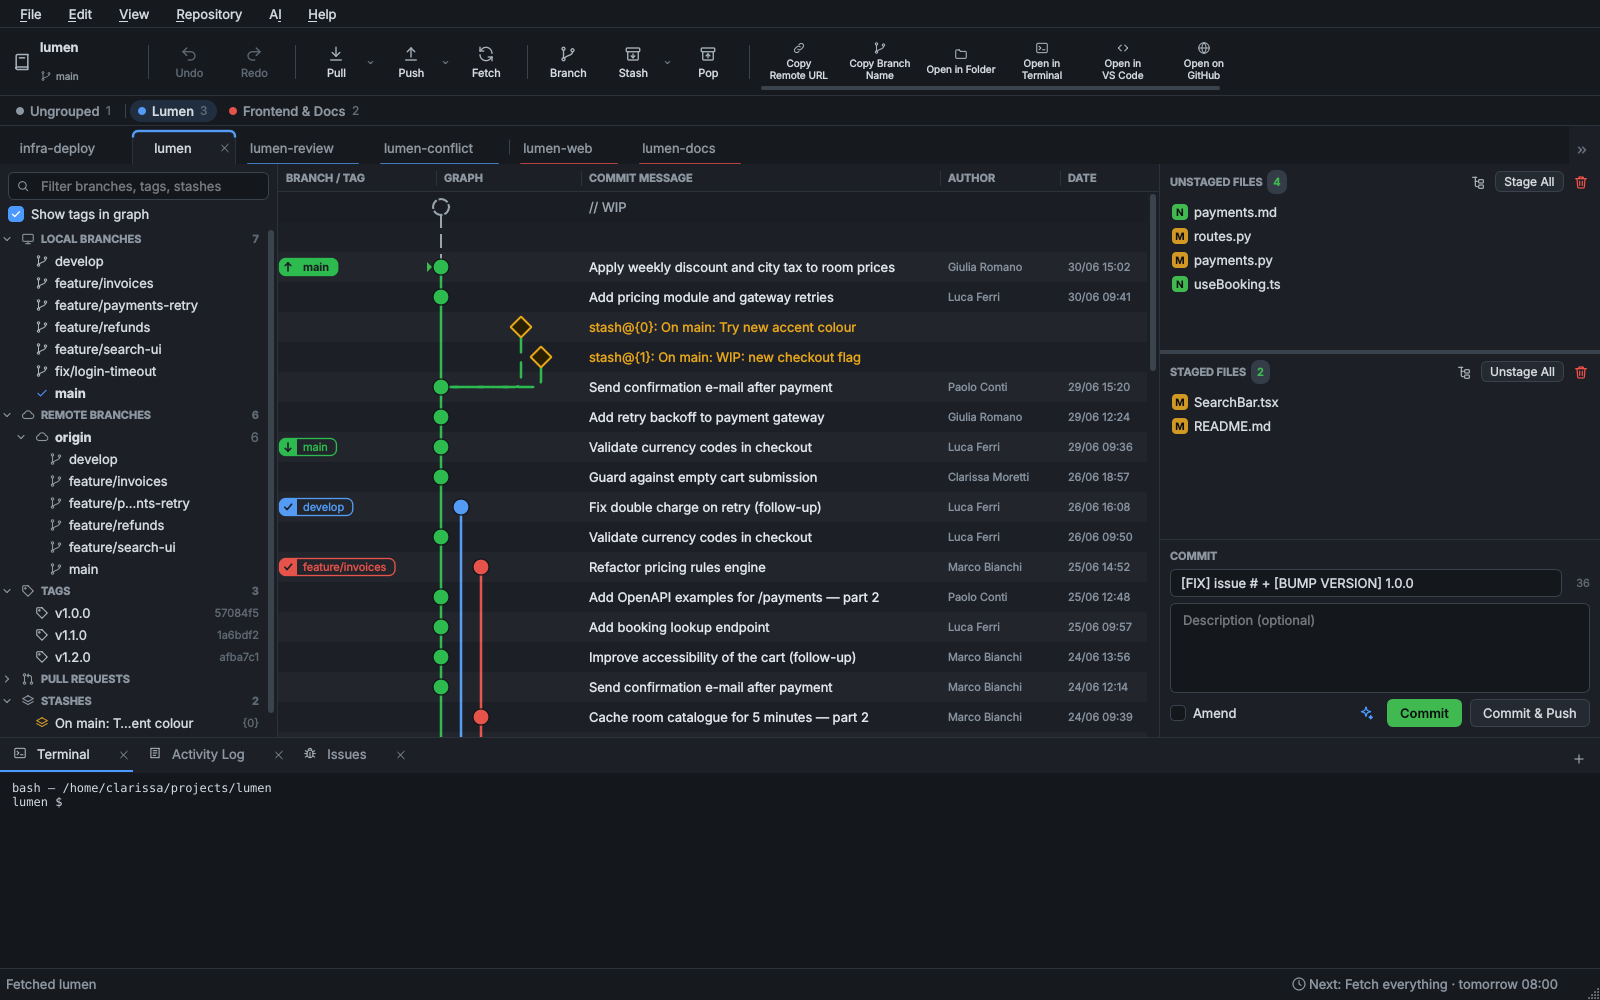 File Edit View Repository AI Help
lumen
main
Undo Redo Pull Push Fetch Branch Stash Pop
Copy Remote URL
Copy Branch Name
Open in Folder
Open in Terminal
Open in VS Code
Open on GitHub
Ungrouped 1 Lumen 3 Frontend & Docs 2
infra-deploy lumen lumen-review lumen-conflict lumen-web lumen-docs
Filter branches, tags, stashes
Show tags in graph
LOCAL BRANCHES 7
develop
feature/invoices
feature/payments-retry
feature/refunds
feature/search-ui
fix/login-timeout
main
REMOTE BRANCHES 6
origin 6
develop
feature/invoices
feature/p...nts-retry
feature/refunds
feature/search-ui
main
TAGS 3
v1.0.0 57084f5
v1.1.0 1a6bdf2
v1.2.0 afba7c1
PULL REQUESTS
STASHES 2
On main: T...ent colour {0}
BRANCH / TAG GRAPH COMMIT MESSAGE AUTHOR DATE
// WIP
main Apply weekly discount and city tax to room prices Giulia Romano 30/06 15:02
Add pricing module and gateway retries Luca Ferri 30/06 09:41
stash@{0}: On main: Try new accent colour
stash@{1}: On main: WIP: new checkout flag
Send confirmation e-mail after payment Paolo Conti 29/06 15:20
Add retry backoff to payment gateway Giulia Romano 29/06 12:24
main Validate currency codes in checkout Luca Ferri 29/06 09:36
Guard against empty cart submission Clarissa Moretti 26/06 18:57
develop Fix double charge on retry (follow-up) Luca Ferri 26/06 16:08
Validate currency codes in checkout Luca Ferri 26/06 09:50
feature/invoices Refactor pricing rules engine Marco Bianchi 25/06 14:52
Add OpenAPI examples for /payments — part 2 Paolo Conti 25/06 12:48
Add booking lookup endpoint Luca Ferri 25/06 09:57
Improve accessibility of the cart (follow-up) Marco Bianchi 24/06 13:56
Send confirmation e-mail after payment Marco Bianchi 24/06 12:14
Cache room catalogue for 5 minutes — part 2 Marco Bianchi 24/06 09:39
UNSTAGED FILES 4 Stage All
N payments.md
M routes.py
M payments.py
N useBooking.ts
STAGED FILES 2 Unstage All
M SearchBar.tsx
M README.md
COMMIT
[FIX] issue # + [BUMP VERSION] 1.0.0 36
Description (optional)
Amend Commit Commit & Push
Terminal Activity Log Issues
bash — /home/clarissa/projects/lumen
lumen $
Fetched lumen Next: Fetch everything · tomorrow 08:00